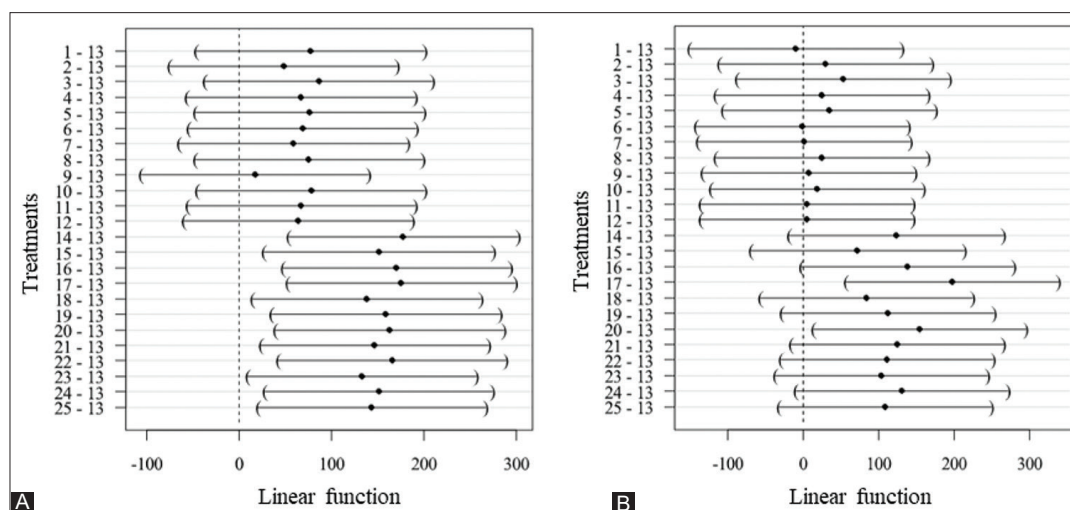 Treatments
1 - 13
2 - 13
3 - 13
4 - 13
5 - 13
6 - 13
7 - 13
8 - 13
9 - 13
10 - 13
11 - 13
12 - 13
14 - 13
15 - 13
16 - 13
17 - 13
18 - 13
19 - 13
20 - 13
21 - 13
22 - 13
23 - 13
24 - 13
25 - 13
-100 0 100 200 300
Linear function
A
Treatments
1 - 13
2 - 13
3 - 13
4 - 13
5 - 13
6 - 13
7 - 13
8 - 13
9 - 13
10 - 13
11 - 13
12 - 13
14 - 13
15 - 13
16 - 13
17 - 13
18 - 13
19 - 13
20 - 13
21 - 13
22 - 13
23 - 13
24 - 13
25 - 13
-100 0 100 200 300
Linear function
B